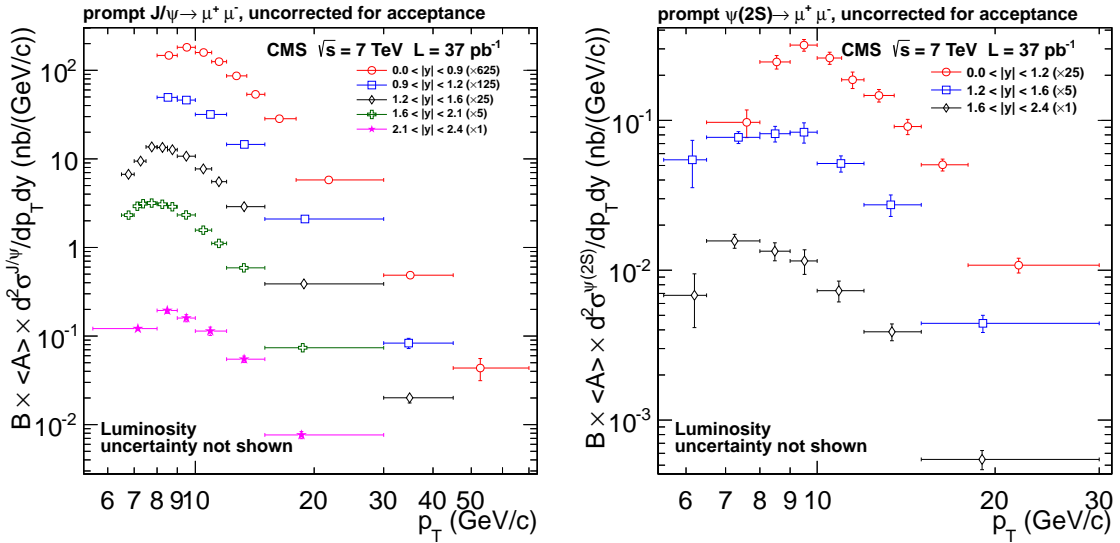 prompt J/ψ→ μ⁺ μ⁻, uncorrected for acceptance
CMS √s = 7 TeV L = 37 pb⁻¹
0.0 < |y| < 0.9 (×625)
0.9 < |y| < 1.2 (×125)
1.2 < |y| < 1.6 (×25)
1.6 < |y| < 2.1 (×5)
2.1 < |y| < 2.4 (×1)
B × <A> × d²σ^J/ψ/dp_T dy (nb/(GeV/c))
10²
10
1
10⁻¹
10⁻²
Luminosity
uncertainty not shown
6 7 8 9 10 20 30 40 50
p_T (GeV/c)
prompt ψ(2S)→ μ⁺ μ⁻, uncorrected for acceptance
CMS √s = 7 TeV L = 37 pb⁻¹
0.0 < |y| < 1.2 (×25)
1.2 < |y| < 1.6 (×5)
1.6 < |y| < 2.4 (×1)
B × <A> × d²σ^ψ(2S)/dp_T dy (nb/(GeV/c))
10⁻¹
10⁻²
10⁻³
Luminosity
uncertainty not shown
6 7 8 9 10 20 30
p_T (GeV/c)